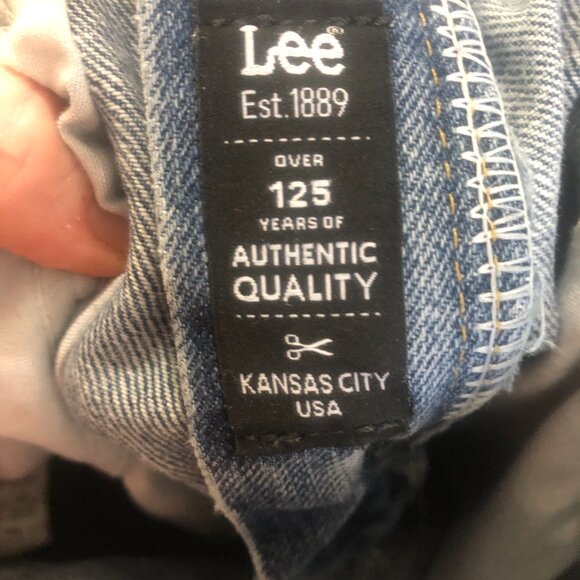 Lee®
Est.1889
OVER
125
YEARS OF
AUTHENTIC
QUALITY
KANSAS CITY
USA